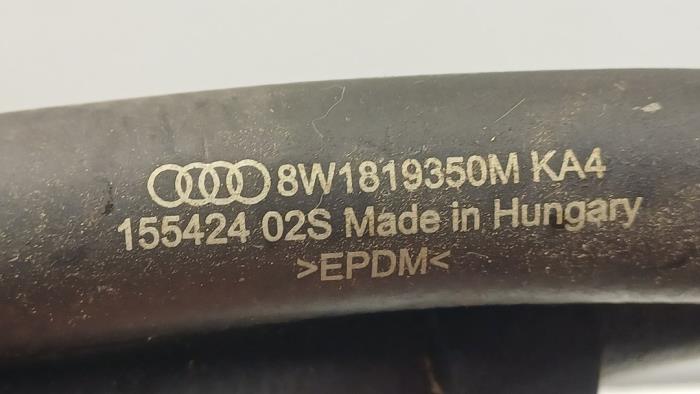 8W1819350M KA4
155424 02S Made in Hungary
>EPDM<